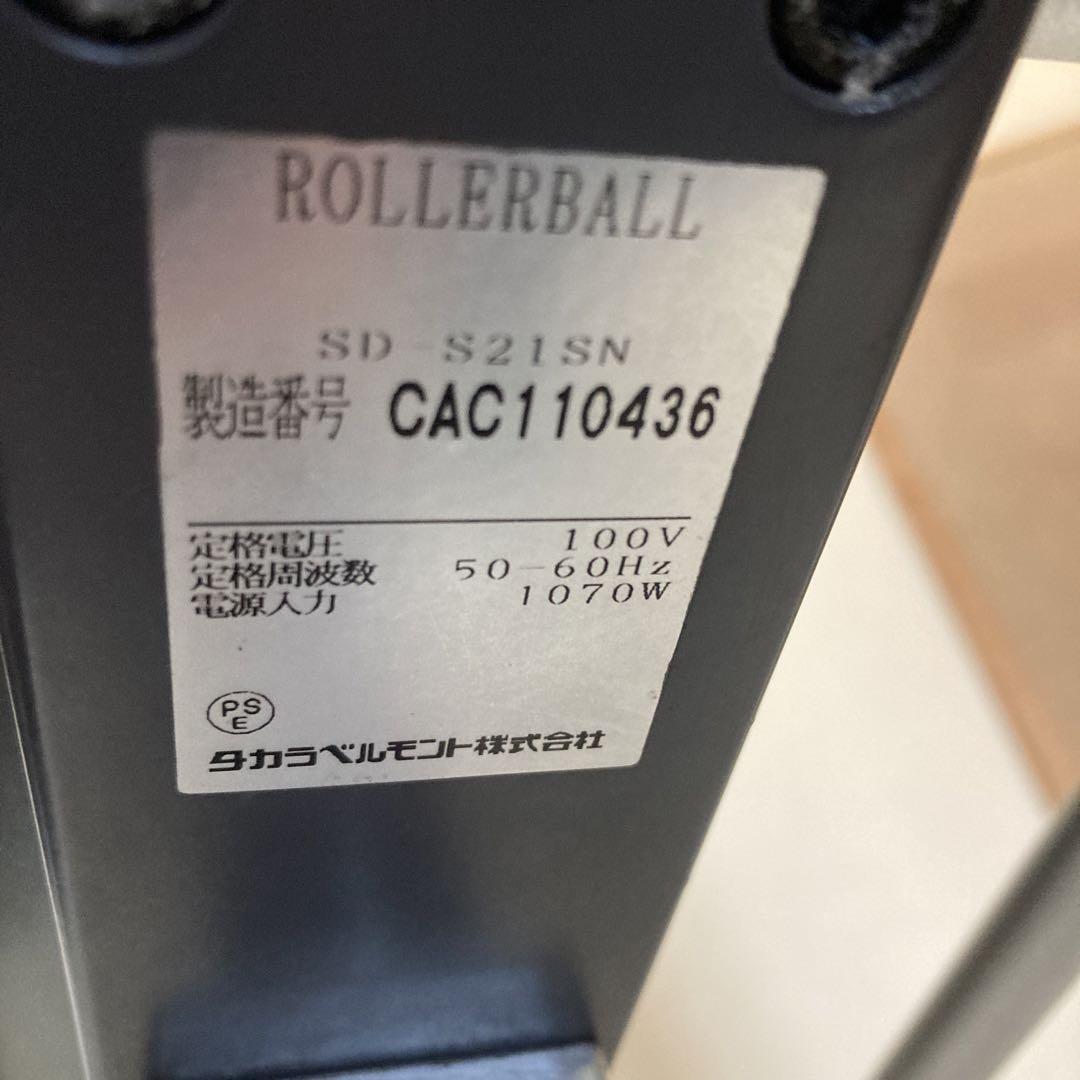 ROLLERBALL
SD-S21SN
製造番号 CAC110436
定格電圧 100V
定格周波数 50-60Hz
電源入力 1070W
PSE
タカラベルモント株式会社